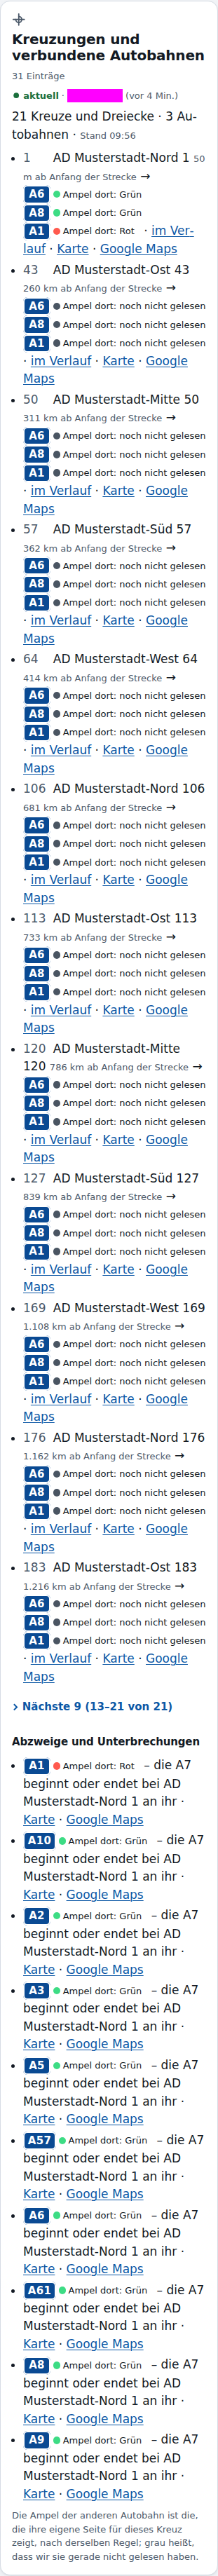 Kreuzungen und
verbundene Autobahnen
31 Einträge
aktuell · (vor 4 Min.)
21 Kreuze und Dreiecke · 3 Au-
tobahnen · Stand 09:56
1 AD Musterstadt-Nord 1 50
m ab Anfang der Strecke →
A6 Ampel dort: Grün
A8 Ampel dort: Grün
A1 Ampel dort: Rot · im Ver-
lauf · Karte · Google Maps
43 AD Musterstadt-Ost 43
260 km ab Anfang der Strecke →
A6 Ampel dort: noch nicht gelesen
A8 Ampel dort: noch nicht gelesen
A1 Ampel dort: noch nicht gelesen
· im Verlauf · Karte · Google
Maps
50 AD Musterstadt-Mitte 50
311 km ab Anfang der Strecke →
A6 Ampel dort: noch nicht gelesen
A8 Ampel dort: noch nicht gelesen
A1 Ampel dort: noch nicht gelesen
· im Verlauf · Karte · Google
Maps
57 AD Musterstadt-Süd 57
362 km ab Anfang der Strecke →
A6 Ampel dort: noch nicht gelesen
A8 Ampel dort: noch nicht gelesen
A1 Ampel dort: noch nicht gelesen
· im Verlauf · Karte · Google
Maps
64 AD Musterstadt-West 64
414 km ab Anfang der Strecke →
A6 Ampel dort: noch nicht gelesen
A8 Ampel dort: noch nicht gelesen
A1 Ampel dort: noch nicht gelesen
· im Verlauf · Karte · Google
Maps
106 AD Musterstadt-Nord 106
681 km ab Anfang der Strecke →
A6 Ampel dort: noch nicht gelesen
A8 Ampel dort: noch nicht gelesen
A1 Ampel dort: noch nicht gelesen
· im Verlauf · Karte · Google
Maps
113 AD Musterstadt-Ost 113
733 km ab Anfang der Strecke →
A6 Ampel dort: noch nicht gelesen
A8 Ampel dort: noch nicht gelesen
A1 Ampel dort: noch nicht gelesen
· im Verlauf · Karte · Google
Maps
120 AD Musterstadt-Mitte
120 786 km ab Anfang der Strecke →
A6 Ampel dort: noch nicht gelesen
A8 Ampel dort: noch nicht gelesen
A1 Ampel dort: noch nicht gelesen
· im Verlauf · Karte · Google
Maps
127 AD Musterstadt-Süd 127
839 km ab Anfang der Strecke →
A6 Ampel dort: noch nicht gelesen
A8 Ampel dort: noch nicht gelesen
A1 Ampel dort: noch nicht gelesen
· im Verlauf · Karte · Google
Maps
169 AD Musterstadt-West 169
1.108 km ab Anfang der Strecke →
A6 Ampel dort: noch nicht gelesen
A8 Ampel dort: noch nicht gelesen
A1 Ampel dort: noch nicht gelesen
· im Verlauf · Karte · Google
Maps
176 AD Musterstadt-Nord 176
1.162 km ab Anfang der Strecke →
A6 Ampel dort: noch nicht gelesen
A8 Ampel dort: noch nicht gelesen
A1 Ampel dort: noch nicht gelesen
· im Verlauf · Karte · Google
Maps
183 AD Musterstadt-Ost 183
1.216 km ab Anfang der Strecke →
A6 Ampel dort: noch nicht gelesen
A8 Ampel dort: noch nicht gelesen
A1 Ampel dort: noch nicht gelesen
· im Verlauf · Karte · Google
Maps
› Nächste 9 (13–21 von 21)
Abzweige und Unterbrechungen
A1 Ampel dort: Rot – die A7
beginnt oder endet bei AD
Musterstadt-Nord 1 an ihr ·
Karte · Google Maps
A10 Ampel dort: Grün – die A7
beginnt oder endet bei AD
Musterstadt-Nord 1 an ihr ·
Karte · Google Maps
A2 Ampel dort: Grün – die A7
beginnt oder endet bei AD
Musterstadt-Nord 1 an ihr ·
Karte · Google Maps
A3 Ampel dort: Grün – die A7
beginnt oder endet bei AD
Musterstadt-Nord 1 an ihr ·
Karte · Google Maps
A5 Ampel dort: Grün – die A7
beginnt oder endet bei AD
Musterstadt-Nord 1 an ihr ·
Karte · Google Maps
A57 Ampel dort: Grün – die A7
beginnt oder endet bei AD
Musterstadt-Nord 1 an ihr ·
Karte · Google Maps
A6 Ampel dort: Grün – die A7
beginnt oder endet bei AD
Musterstadt-Nord 1 an ihr ·
Karte · Google Maps
A61 Ampel dort: Grün – die A7
beginnt oder endet bei AD
Musterstadt-Nord 1 an ihr ·
Karte · Google Maps
A8 Ampel dort: Grün – die A7
beginnt oder endet bei AD
Musterstadt-Nord 1 an ihr ·
Karte · Google Maps
A9 Ampel dort: Grün – die A7
beginnt oder endet bei AD
Musterstadt-Nord 1 an ihr ·
Karte · Google Maps
Die Ampel der anderen Autobahn ist die,
die ihre eigene Seite für dieses Kreuz
zeigt, nach derselben Regel; grau heißt,
dass wir sie gerade nicht gelesen haben.